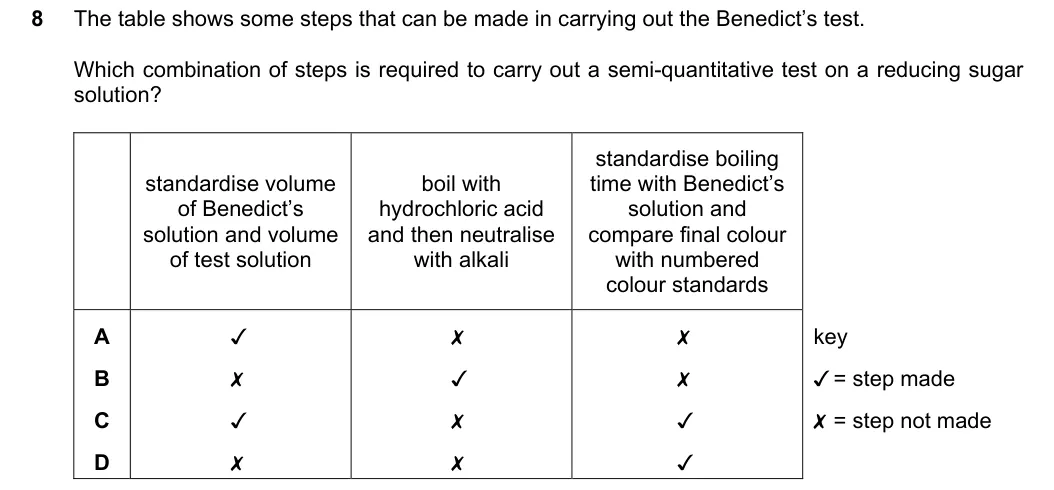 8 The table shows some steps that can be made in carrying out the Benedict's test.
Which combination of steps is required to carry out a semi-quantitative test on a reducing sugar
solution?
standardise volume
of Benedict's
solution and volume
of test solution
boil with
hydrochloric acid
and then neutralise
with alkali
standardise boiling
time with Benedict's
solution and
compare final colour
with numbered
colour standards
A ✓ ✗ ✗ key
B ✗ ✓ ✗ ✓ = step made
C ✓ ✗ ✓ ✗ = step not made
D ✗ ✗ ✓